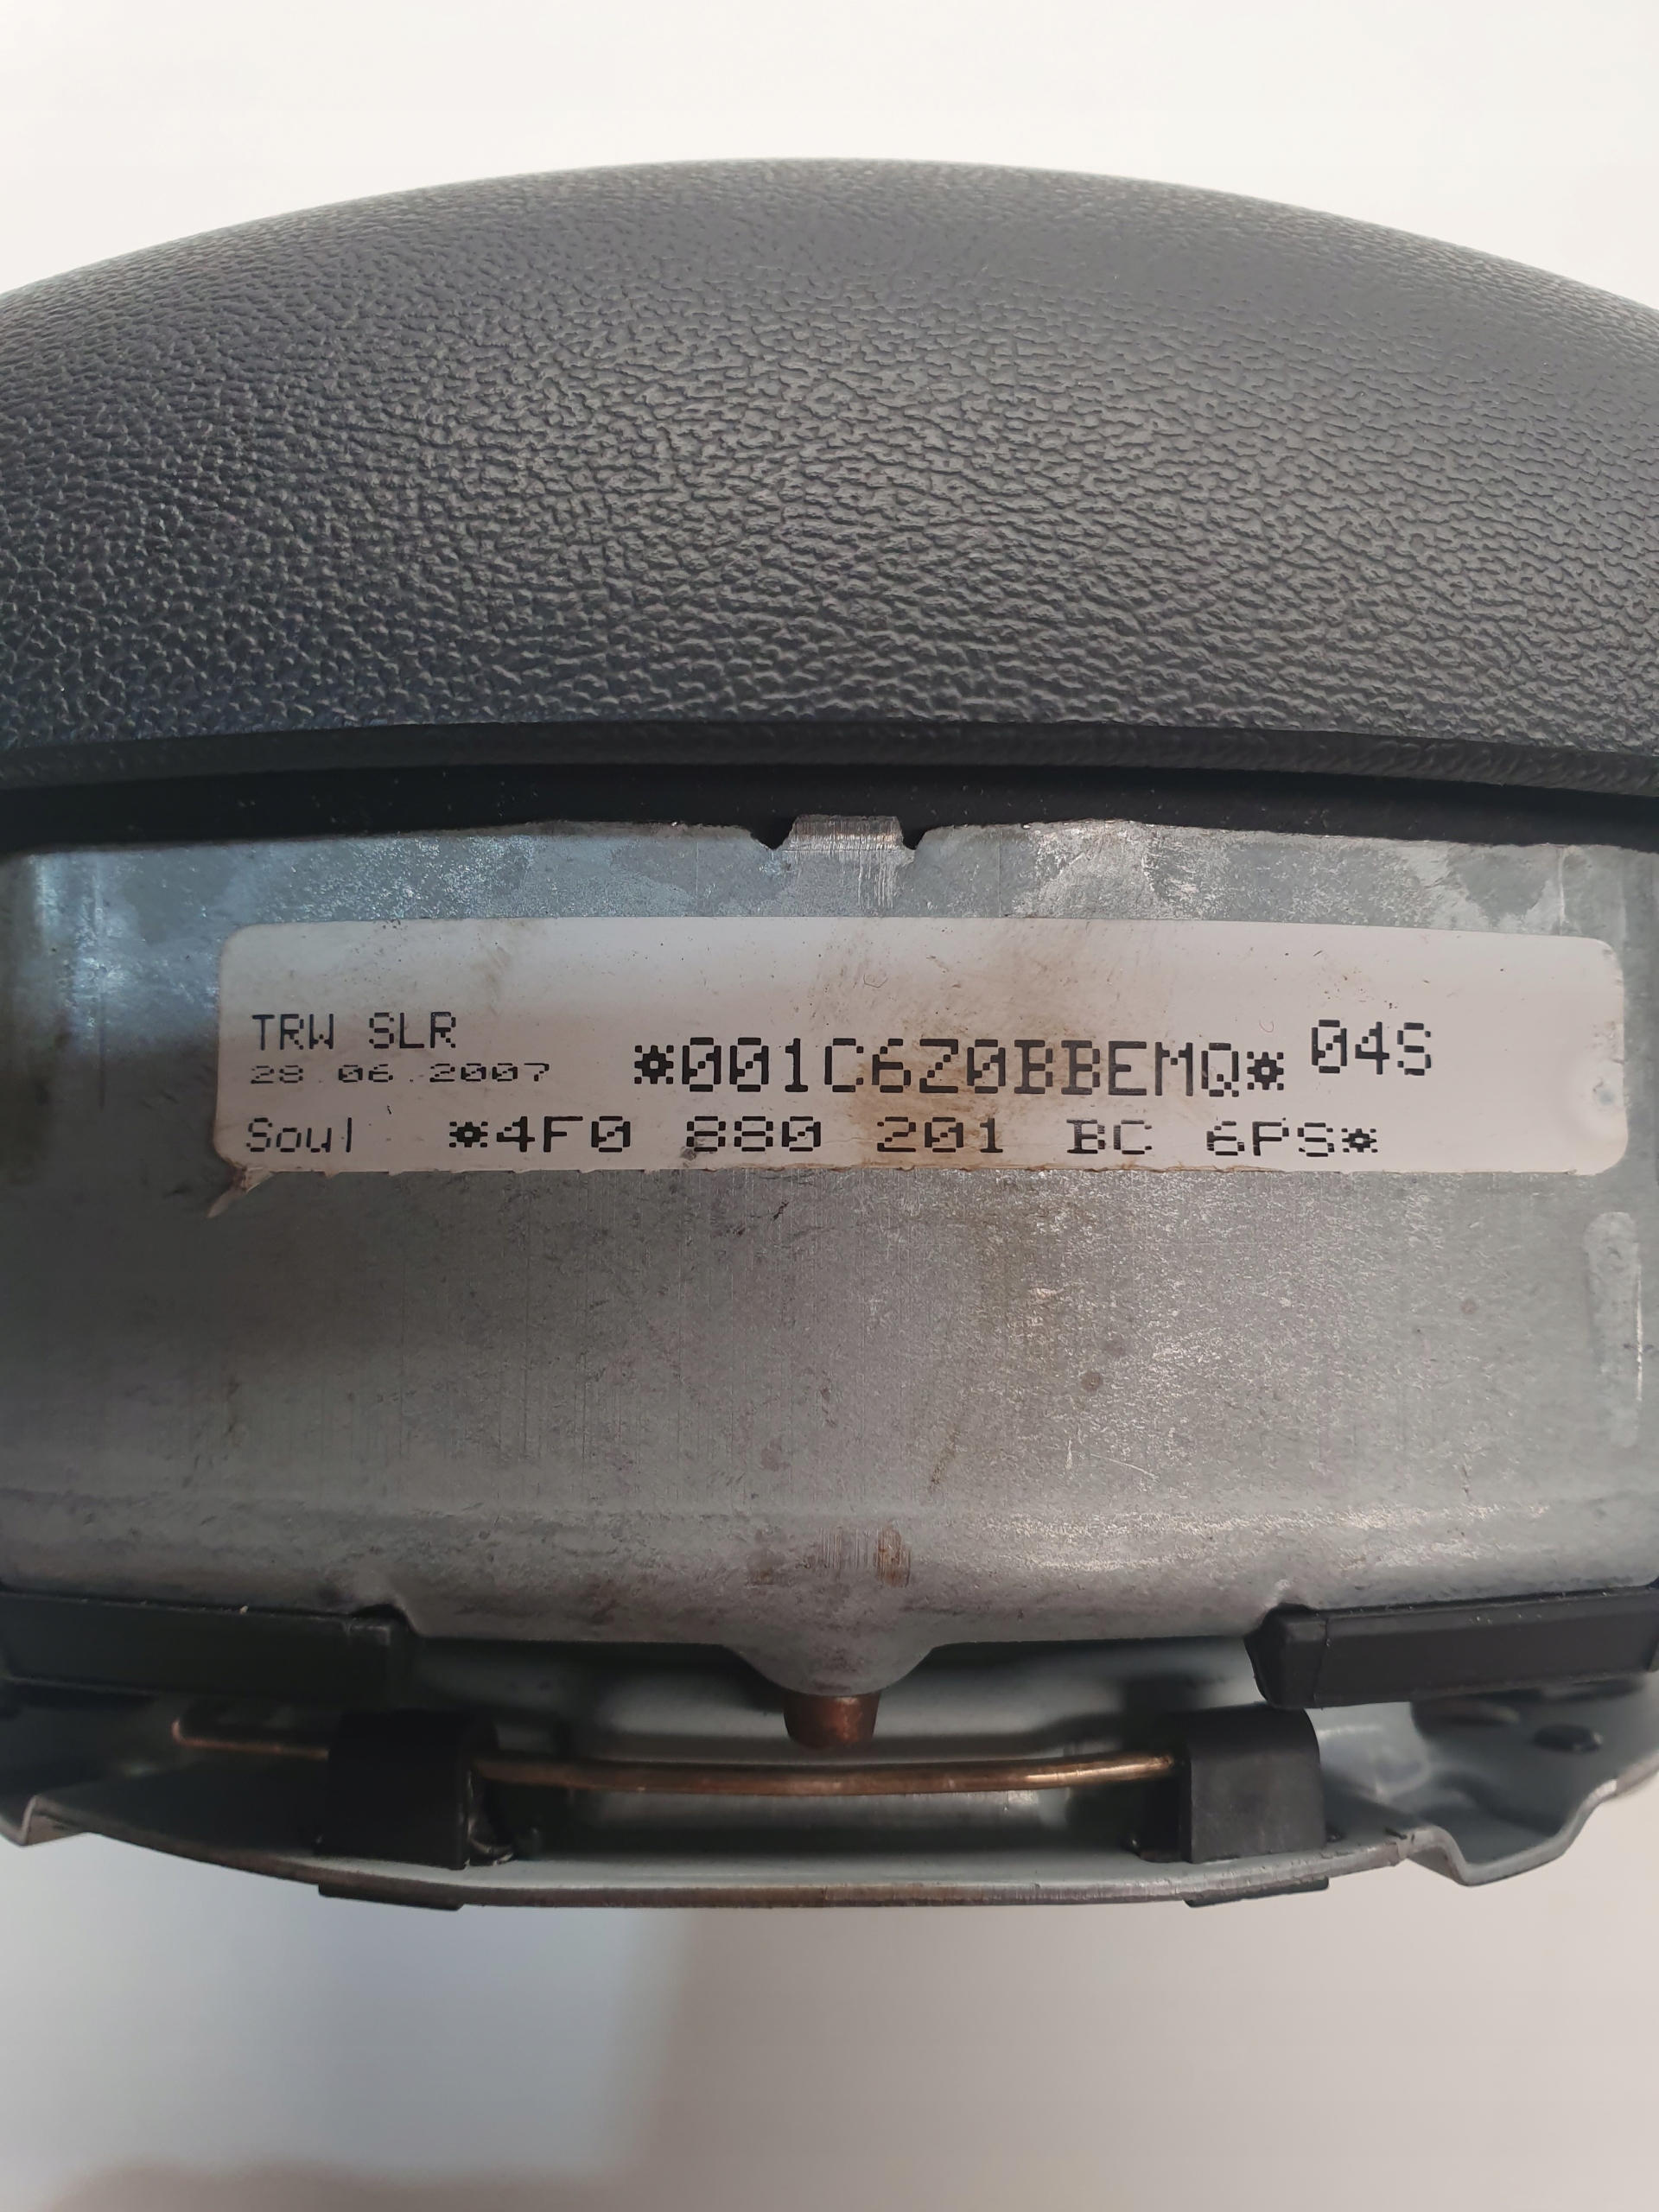 TRW SLR
28.06.2007
*001C6Z0BBEMQ* 04S
Soul *4F0 880 201 BC 6PS*